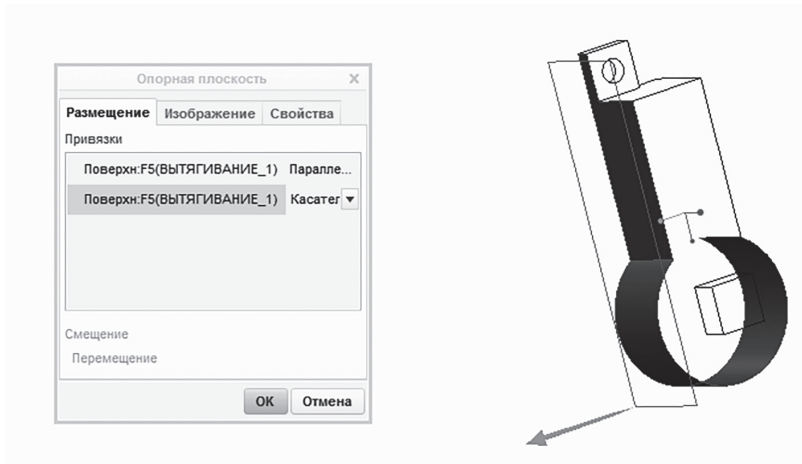 Опорная плоскость
Размещение Изображение Свойства
Привязки
Поверхн:F5(ВЫТЯГИВАНИЕ_1) Паралле...
Поверхн:F5(ВЫТЯГИВАНИЕ_1) Касател
Смещение
Перемещение
OK Отмена